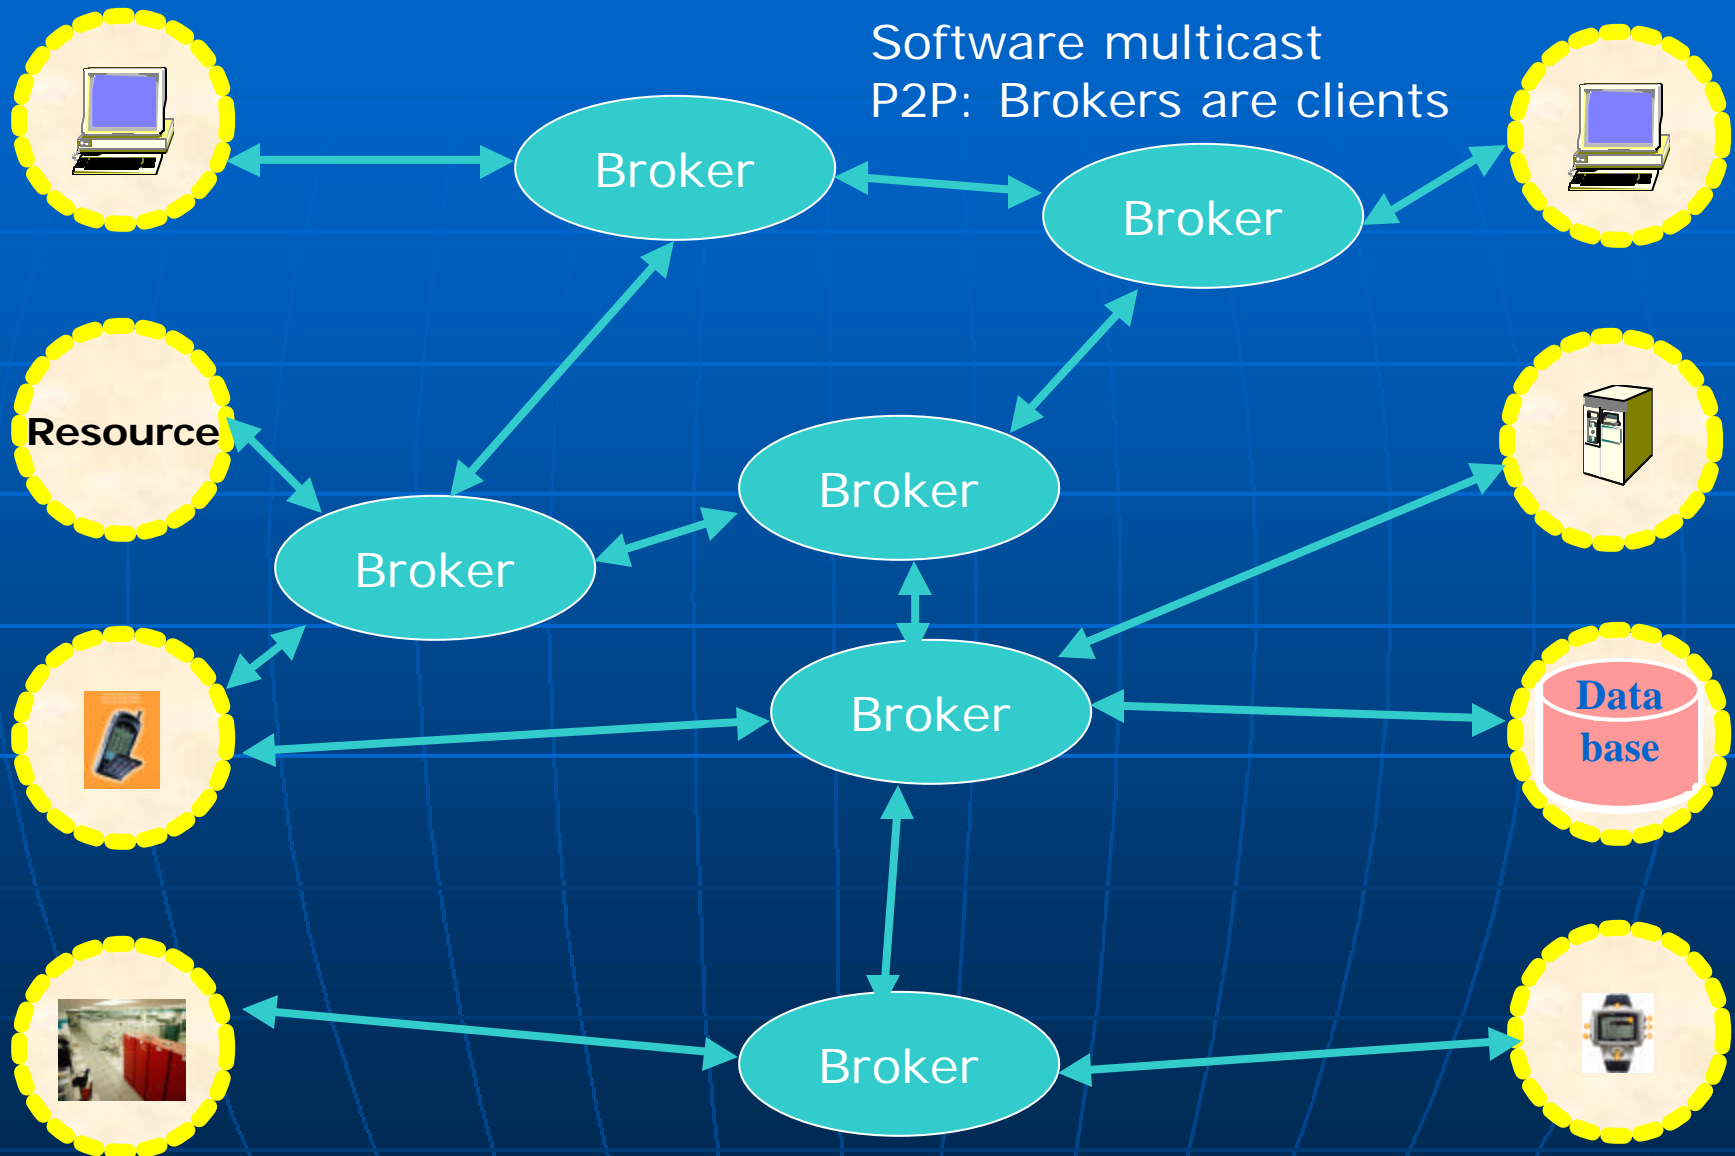 Software multicast
P2P: Brokers are clients
Broker
Broker
Resource
Broker
Broker
Broker
Data
base
Broker